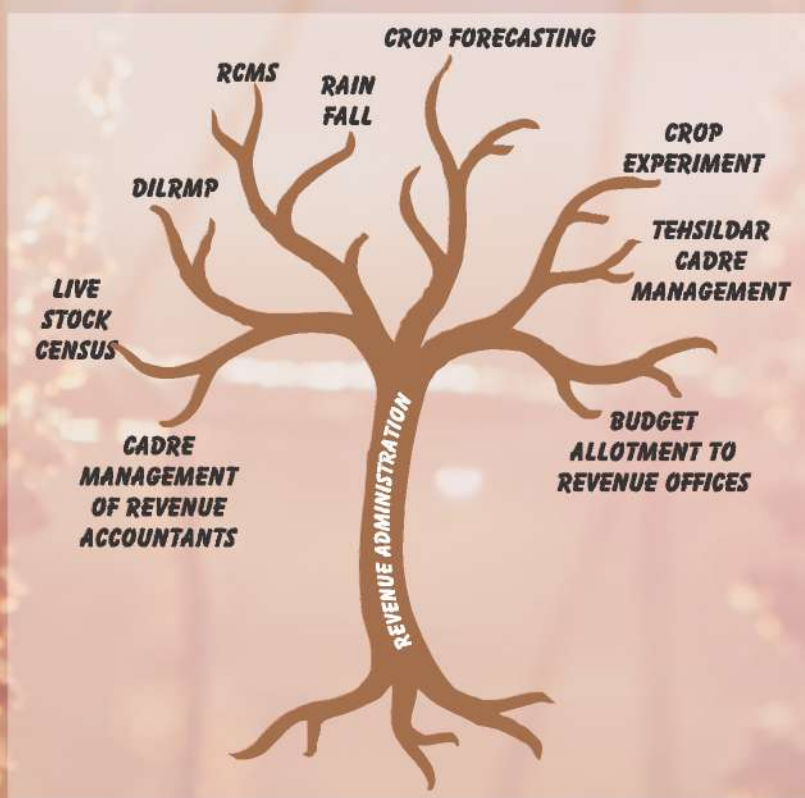 CROP FORECASTING
RCMS
RAIN
FALL
CROP
EXPERIMENT
DILRMP
TEHSILDAR
CADRE
MANAGEMENT
LIVE
STOCK
CENSUS
REVENUE ADMINISTRATION
BUDGET
ALLOTMENT TO
REVENUE OFFICES
CADRE
MANAGEMENT
OF REVENUE
ACCOUNTANTS